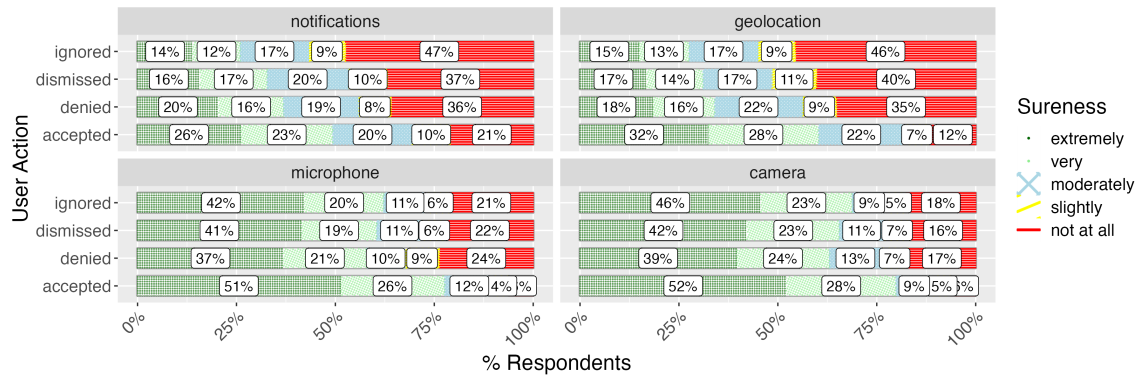 notifications
geolocation
ignored 14% 12% 17% 9% 47% 15% 13% 17% 9% 46%
dismissed 16% 17% 20% 10% 37% 17% 14% 17% 11% 40%
denied 20% 16% 19% 8% 36% 18% 16% 22% 9% 35%
accepted 26% 23% 20% 10% 21% 32% 28% 22% 7% 12%
microphone
camera
ignored 42% 20% 11% 6% 21% 46% 23% 9% 5% 18%
dismissed 41% 19% 11% 6% 22% 42% 23% 11% 7% 16%
denied 37% 21% 10% 9% 24% 39% 24% 13% 7% 17%
accepted 51% 26% 12% 4% 52% 28% 9% 5%
0% 25% 50% 75% 100% 0% 25% 50% 75% 100%
% Respondents
User Action
Sureness
extremely
very
moderately
slightly
not at all